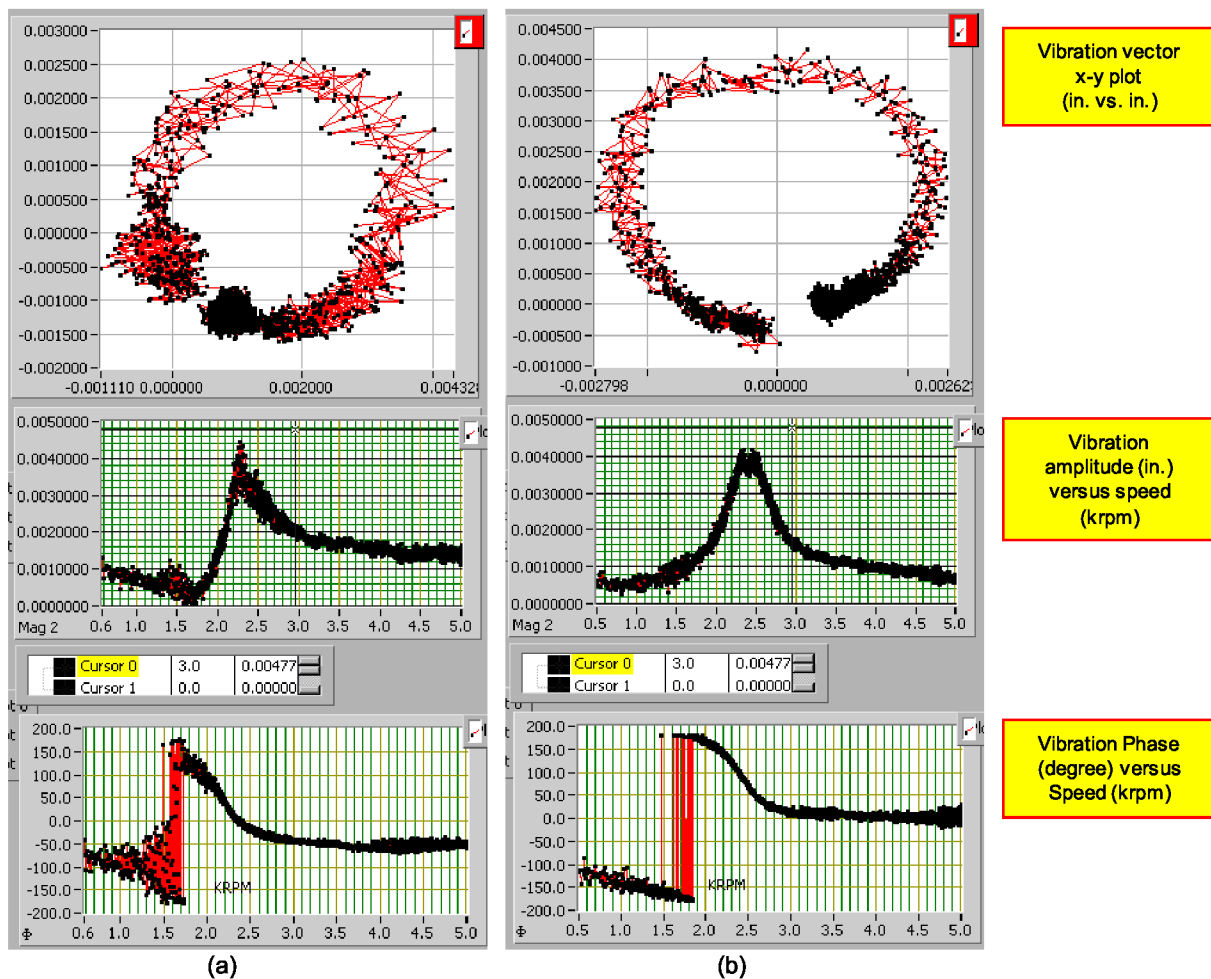 0.003000
0.002500
0.002000
0.001500
0.001000
0.000500
0.000000
-0.000500
-0.001000
-0.001500
-0.002000
-0.001110 0.000000 0.002000 0.004328
0.0050000
0.0040000
0.0030000
0.0020000
0.0010000
0.0000000
0.6 1.0 1.5 2.0 2.5 3.0 3.5 4.0 4.5 5.0
Mag 2
Cursor 0 3.0 0.00477
Cursor 1 0.0 0.00000
200.0
150.0
100.0
50.0
0.0
-50.0
-100.0
-150.0
-200.0
KRPM
0.6 1.0 1.5 2.0 2.5 3.0 3.5 4.0 4.5 5.0
Φ
(a)
0.004500
0.004000
0.003500
0.003000
0.002500
0.002000
0.001500
0.001000
0.000500
0.000000
-0.000500
-0.001000
-0.002798 0.000000 0.00262
0.0050000
0.0040000
0.0030000
0.0020000
0.0010000
0.0000000
0.5 1.0 1.5 2.0 2.5 3.0 3.5 4.0 4.5 5.0
Mag 2
Cursor 0 3.0 0.00477
Cursor 1 0.0 0.00000
200.0
150.0
100.0
50.0
0.0
-50.0
-100.0
-150.0
-200.0
KRPM
0.5 1.0 1.5 2.0 2.5 3.0 3.5 4.0 4.5 5.0
Φ
(b)
Vibration vector
x-y plot
(in. vs. in.)
Vibration
amplitude (in.)
versus speed
(krpm)
Vibration Phase
(degree) versus
Speed (krpm)